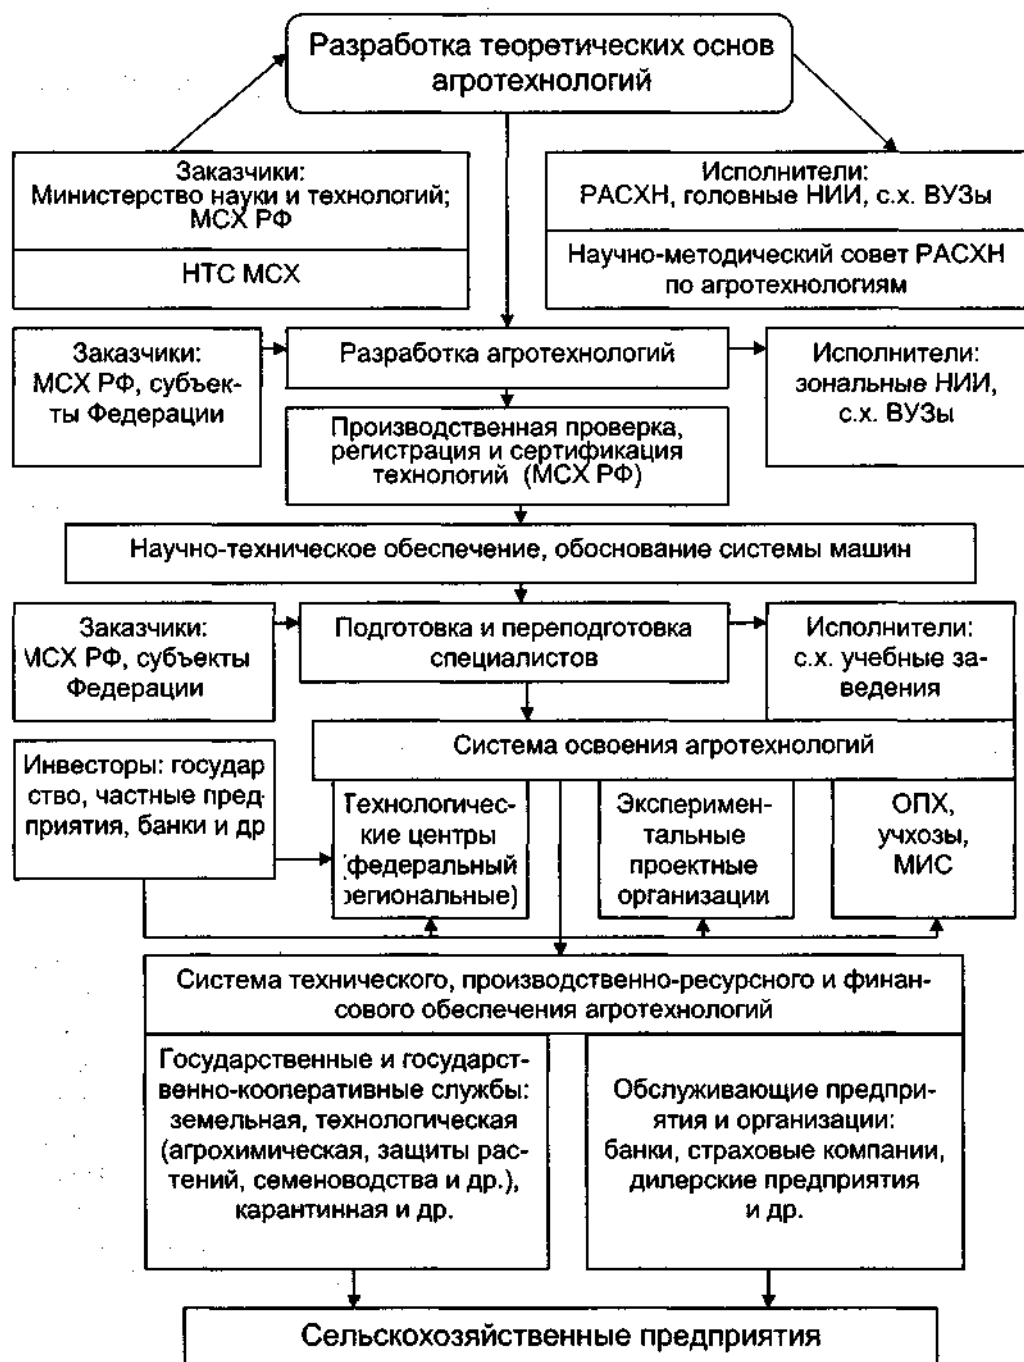 Разработка теоретических основ
агротехнологий
Заказчики:
Министерство науки и технологий;
МСХ РФ
НТС МСХ
Исполнители:
РАСХН, головные НИИ, с.х. ВУЗы
Научно-методический совет РАСХН
по агротехнологиям
Заказчики:
МСХ РФ, субъек-
ты Федерации
Разработка агротехнологий
Исполнители:
зональные НИИ,
с.х. ВУЗы
Производственная проверка,
регистрация и сертификация
технологий (МСХ РФ)
Научно-техническое обеспечение, обоснование системы машин
Заказчики:
МСХ РФ, субъекты
Федерации
Подготовка и переподготовка
специалистов
Исполнители:
с.х. учебные за-
ведения
Система освоения агротехнологий
Инвесторы: государ
ство, частные пред-
приятия, банки и др
Технологичес-
кие центры
(федеральный
региональные)
Эксперимен-
тальные
проектные
организации
ОПХ,
учхозы,
МИС
Система технического, производственно-ресурсного и финан-
сового обеспечения агротехнологий
Государственные и государст-
венно-кооперативные службы:
земельная, технологическая
(агрохимическая, защиты рас-
тений, семеноводства и др.),
карантинная и др.
Обслуживающие предпри-
ятия и организации:
банки, страховые компании,
дилерские предприятия
и др.
Сельскохозяйственные предприятия